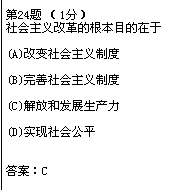 第24题 （1分）
社会主义改革的根本目的在于
(A)改变社会主义制度
(B)完善社会主义制度
(C)解放和发展生产力
(D)实现社会公平
答案：C